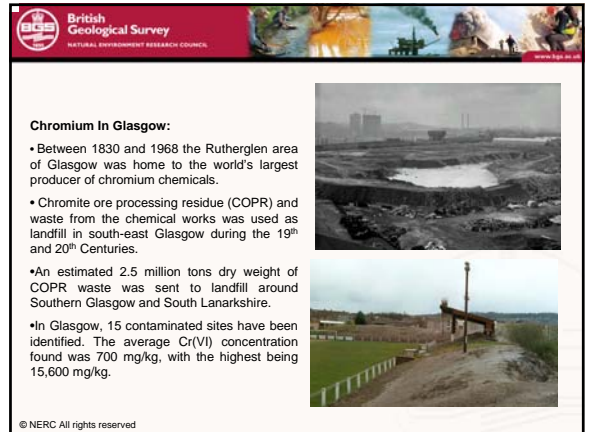 BGS
1835
British
Geological Survey
NATURAL ENVIRONMENT RESEARCH COUNCIL
www.bgs.ac.uk
Chromium In Glasgow:
• Between 1830 and 1968 the Rutherglen area
of Glasgow was home to the world's largest
producer of chromium chemicals.
• Chromite ore processing residue (COPR) and
waste from the chemical works was used as
landfill in south-east Glasgow during the 19th
and 20th Centuries.
•An estimated 2.5 million tons dry weight of
COPR waste was sent to landfill around
Southern Glasgow and South Lanarkshire.
•In Glasgow, 15 contaminated sites have been
identified. The average Cr(VI) concentration
found was 700 mg/kg, with the highest being
15,600 mg/kg.
© NERC All rights reserved